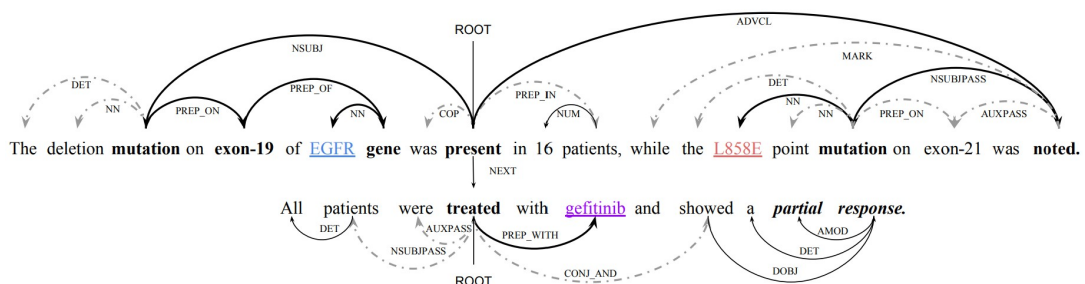 ROOT
ADVCL
NSUBJ
MARK
DET
NN
PREP_ON
PREP_OF
NN
COP
PREP_IN
NUM
DET
NN
NN
NSUBJPASS
PREP_ON
AUXPASS
The deletion mutation on exon-19 of EGFR gene was present in 16 patients, while the L858E point mutation on exon-21 was noted.
NEXT
All patients were treated with gefitinib and showed a partial response.
DET
AUXPASS
NSUBJPASS
PREP_WITH
CONJ_AND
AMOD
DET
DOBJ
ROOT